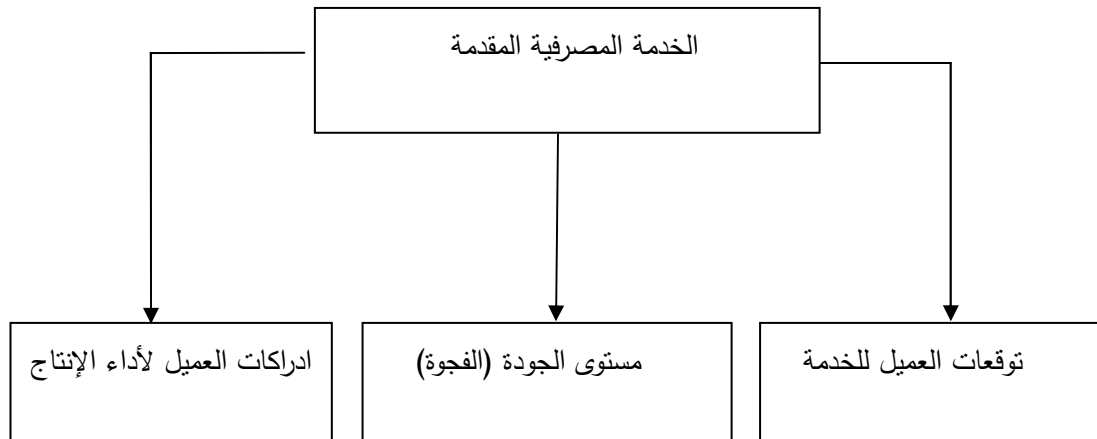 الخدمة المصرفية المقدمة
توقعات العميل للخدمة
مستوى الجودة (الفجوة)
ادراكات العميل لأداء الإنتاج